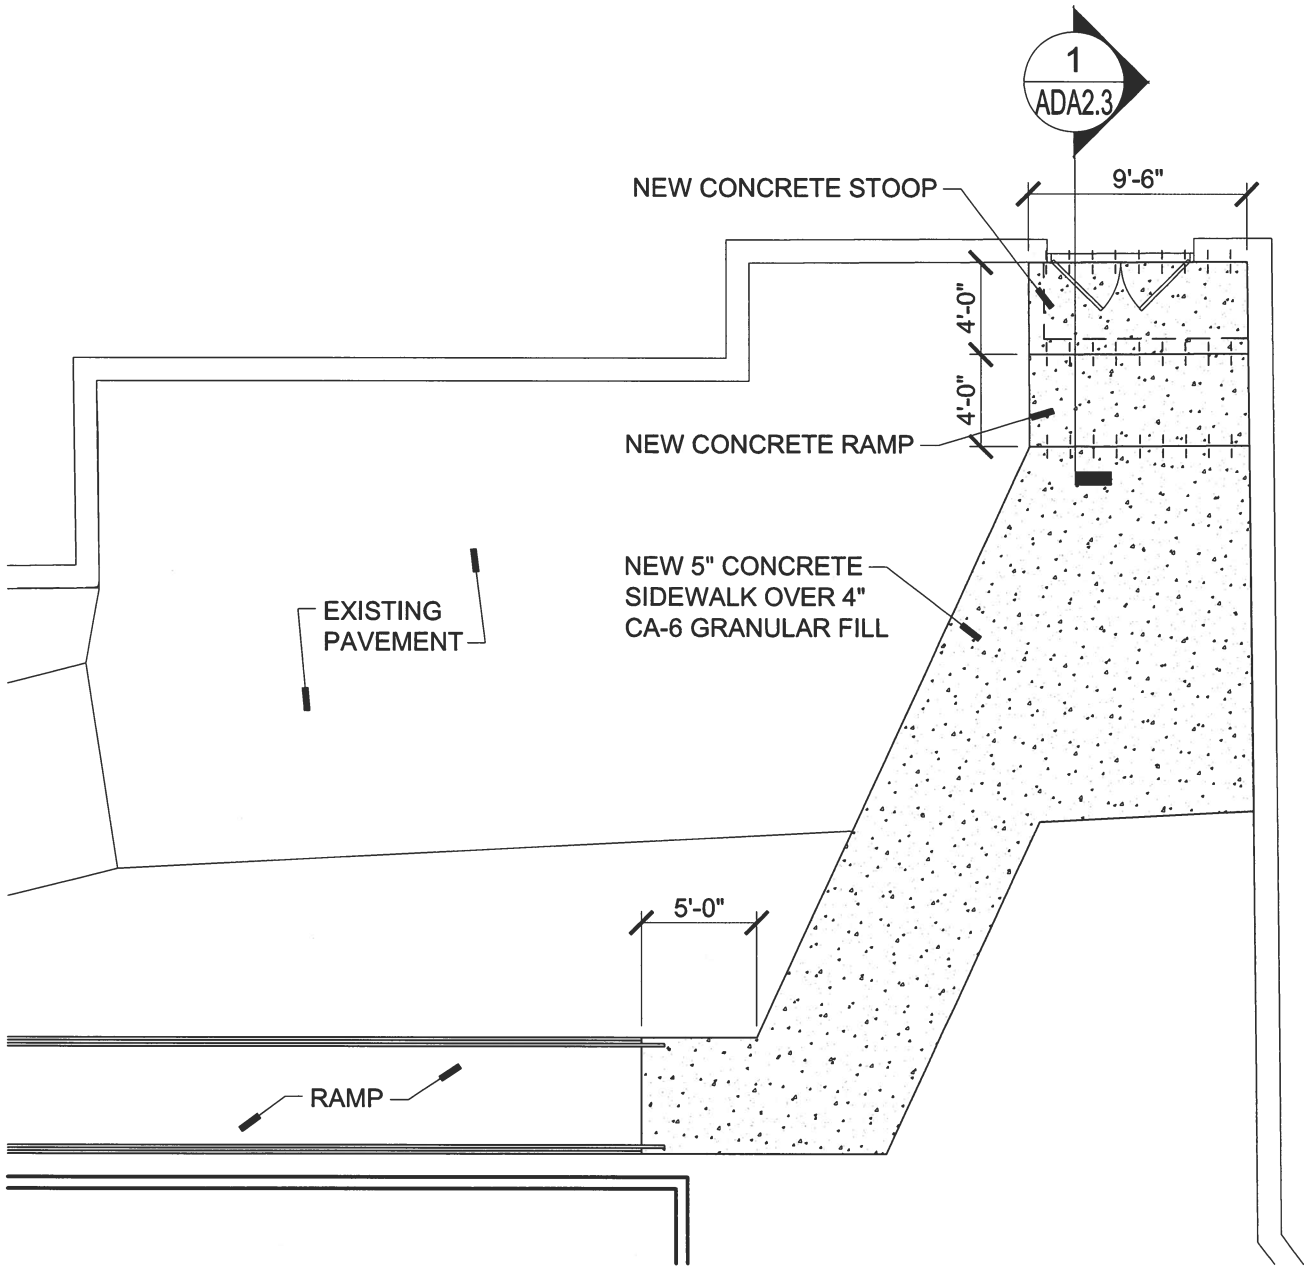 1
ADA2.3
NEW CONCRETE STOOP
9'-6"
4'-0"
4'-0"
NEW CONCRETE RAMP
NEW 5" CONCRETE
SIDEWALK OVER 4"
CA-6 GRANULAR FILL
EXISTING
PAVEMENT
5'-0"
RAMP